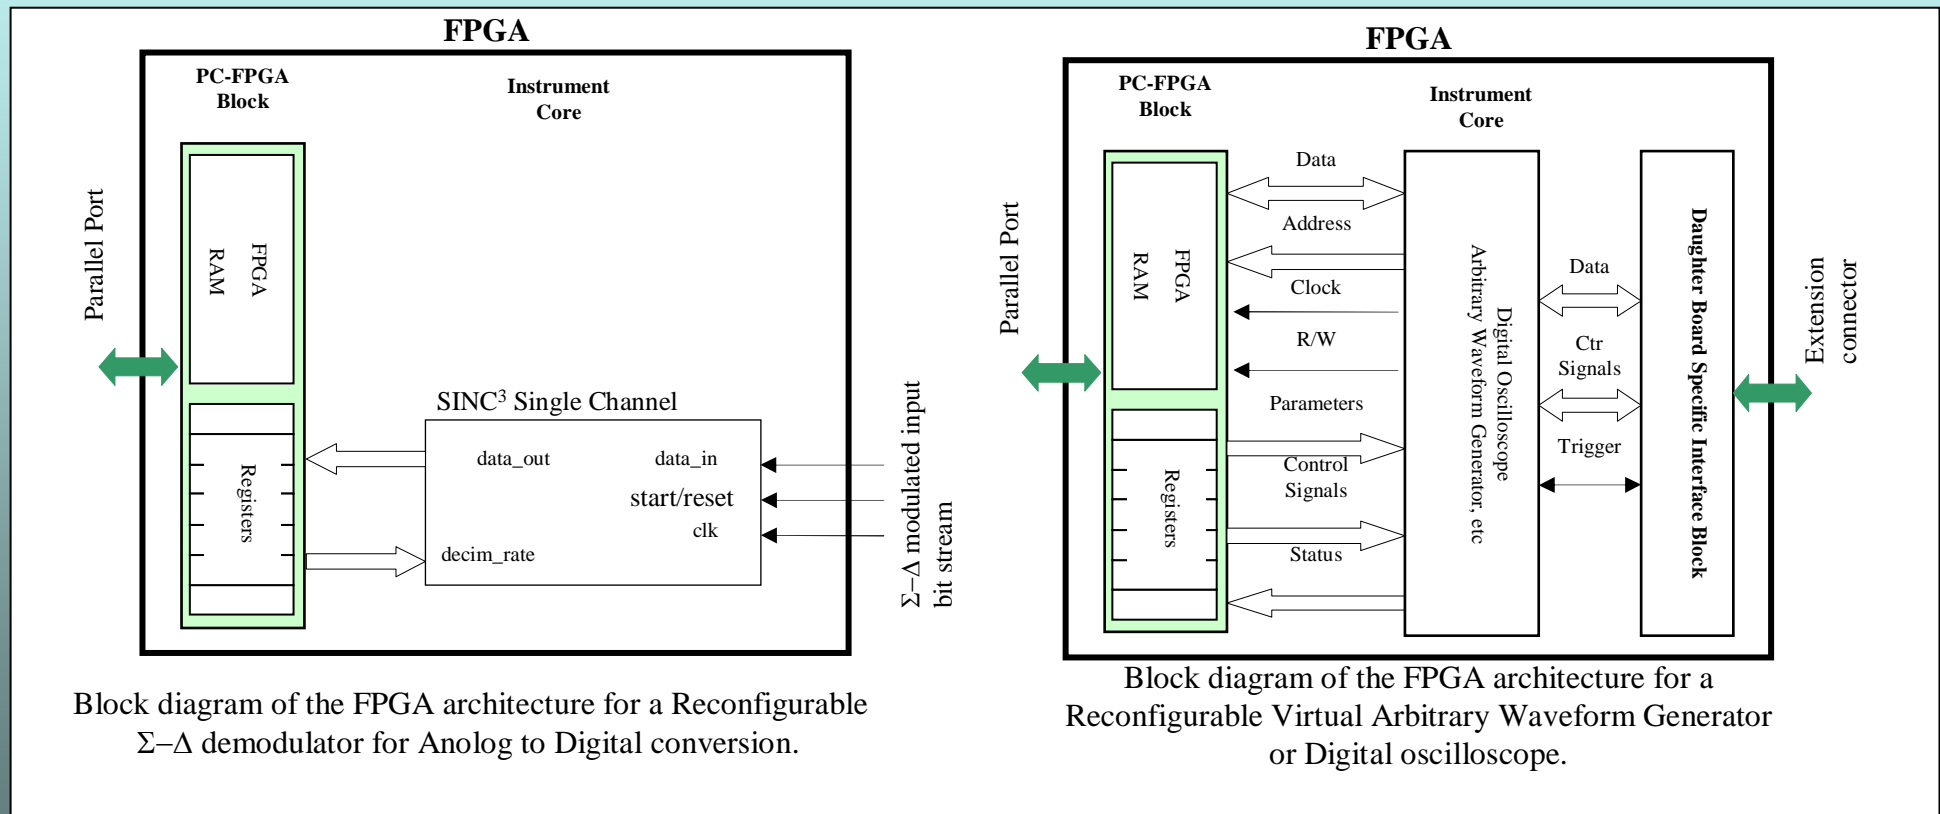 FPGA
PC-FPGA
Block
Instrument
Core
Parallel Port
FPGA
RAM
Registers
SINC³ Single Channel
data_out
data_in
start/reset
clk
decim_rate
Σ–Δ modulated input
bit stream
Block diagram of the FPGA architecture for a Reconfigurable
Σ–Δ demodulator for Anolog to Digital conversion.
FPGA
PC-FPGA
Block
Instrument
Core
Parallel Port
FPGA
RAM
Registers
Data
Address
Clock
R/W
Parameters
Control
Signals
Status
Digital Oscilloscope
Arbitrary Waveform Generator, etc
Data
Ctr
Signals
Trigger
Daughter Board Specific Interface Block
Extension
connector
Block diagram of the FPGA architecture for a
Reconfigurable Virtual Arbitrary Waveform Generator
or Digital oscilloscope.